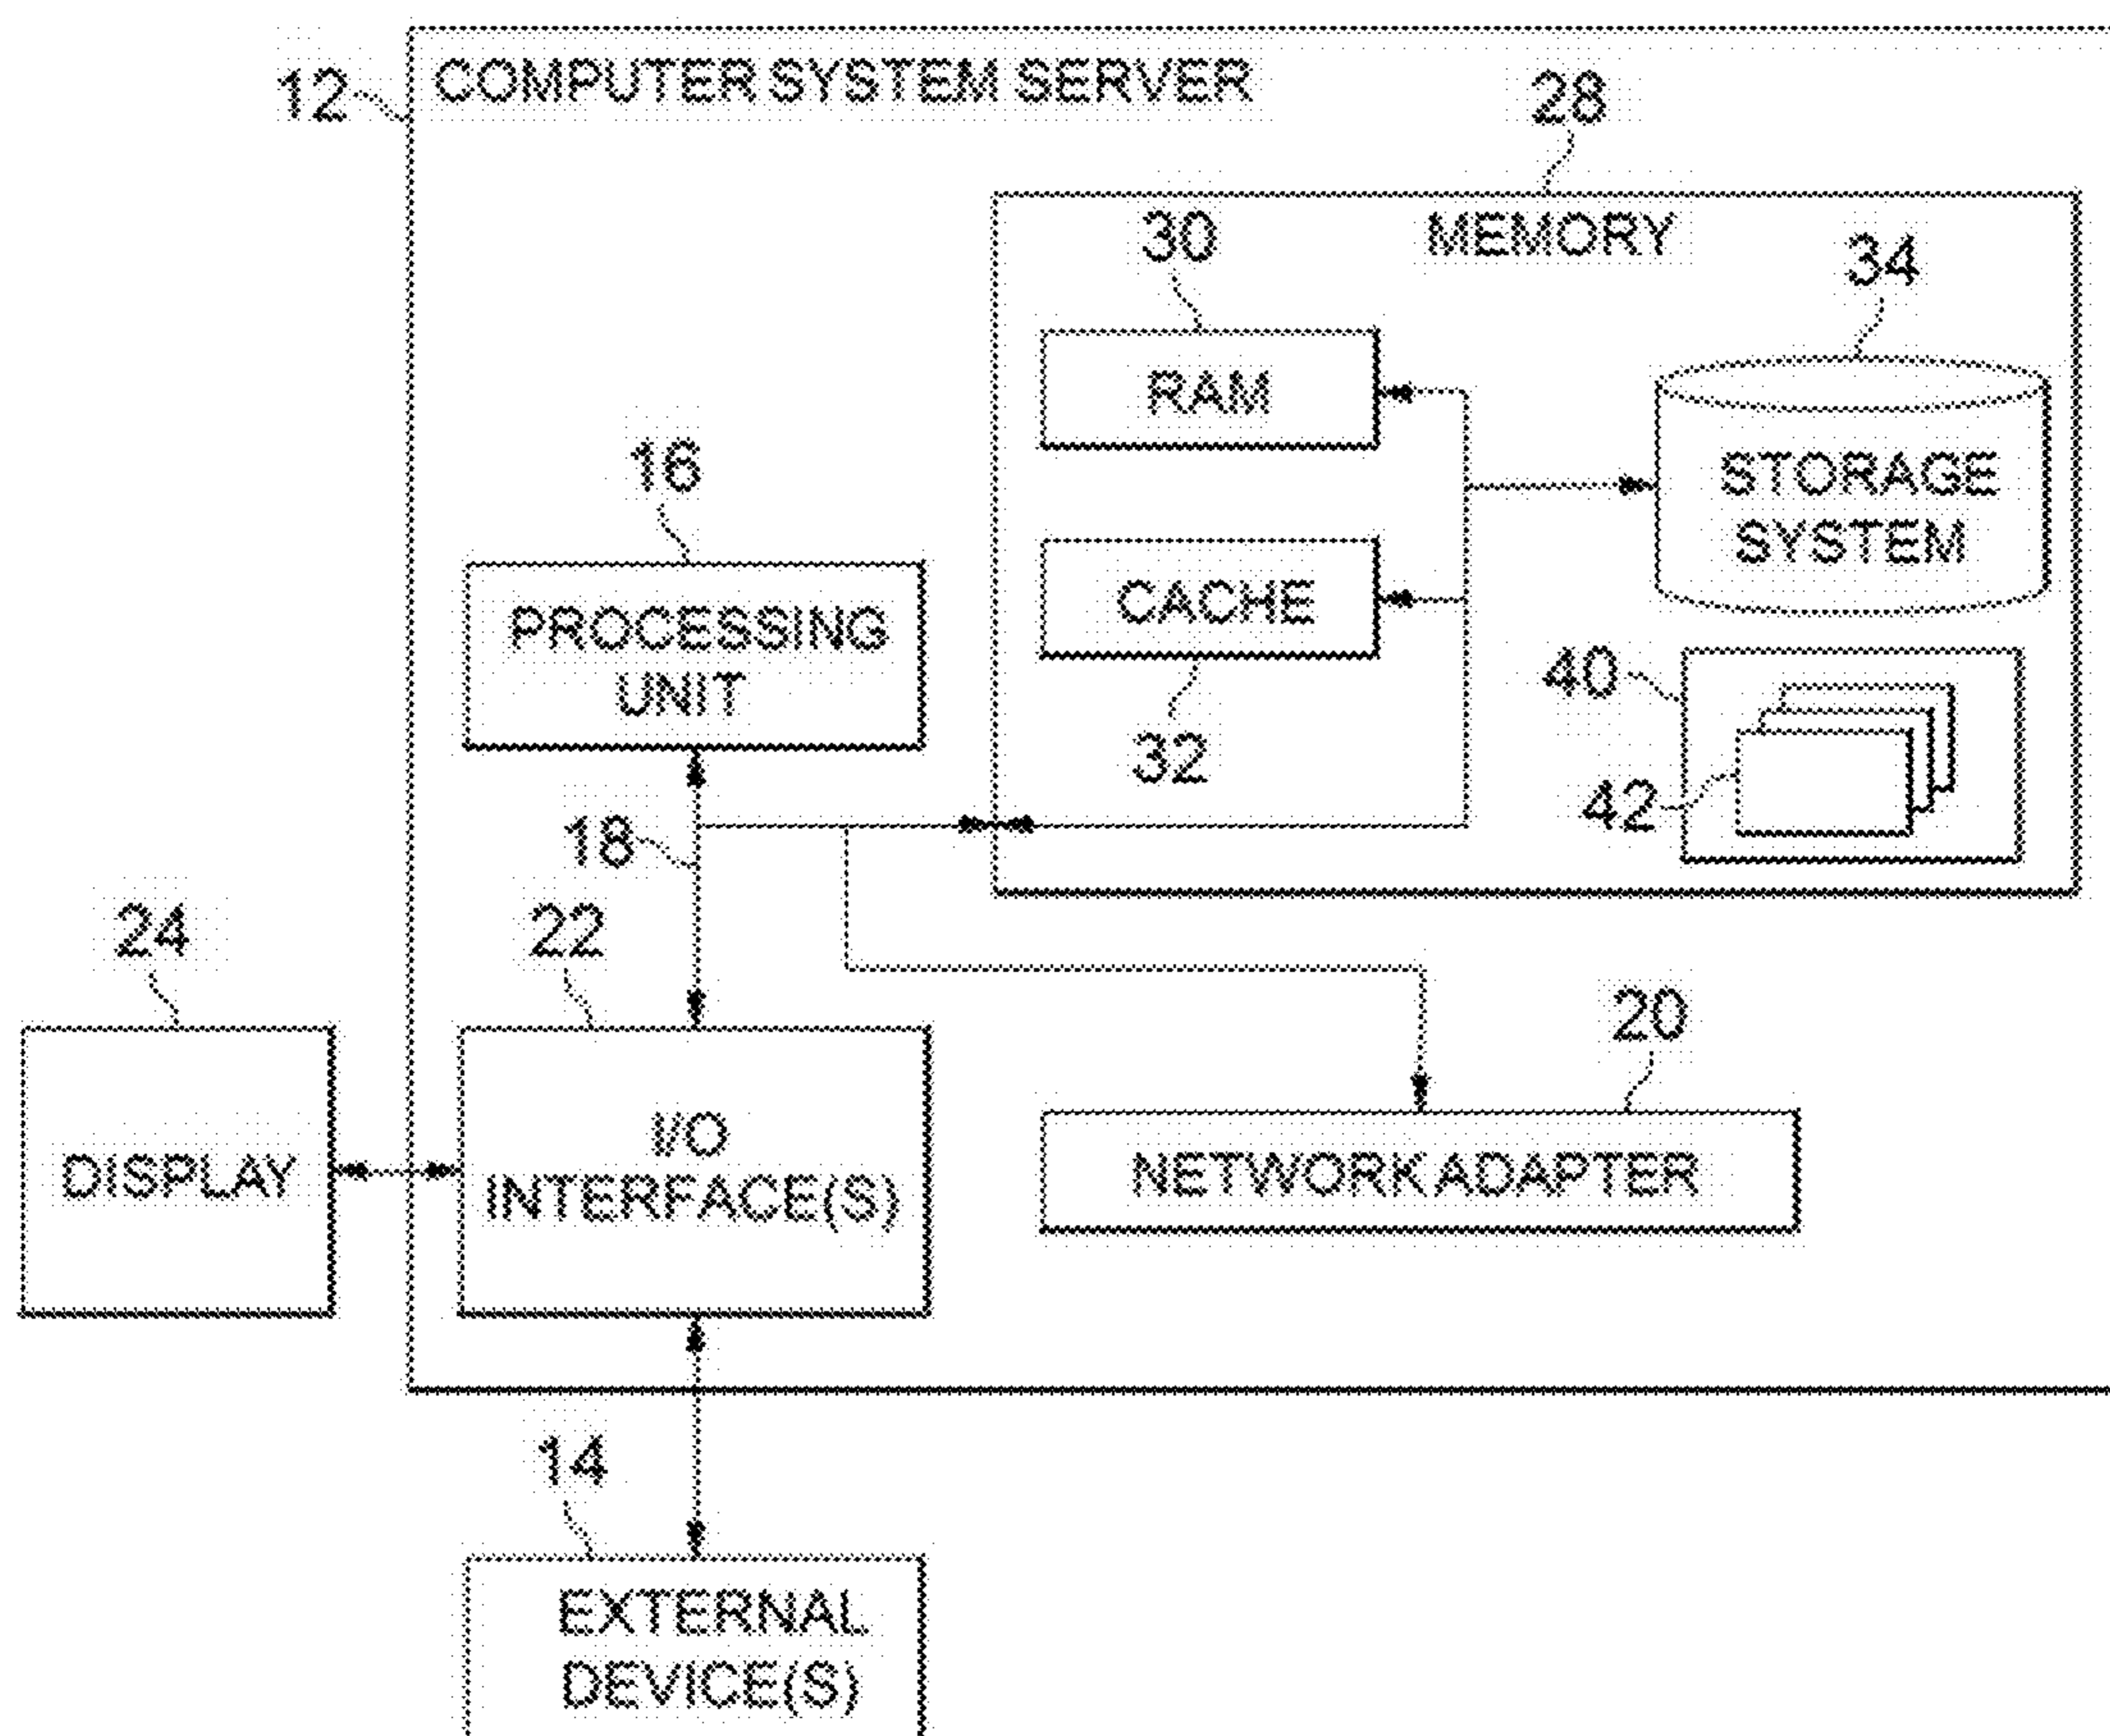 12
COMPUTER SYSTEM SERVER
28
MEMORY
30
34
RAM
STORAGE
SYSTEM
16
PROCESSING
UNIT
CACHE
32
40
42
18
24
22
20
DISPLAY
I/O
INTERFACE(S)
NETWORK ADAPTER
14
EXTERNAL
DEVICE(S)